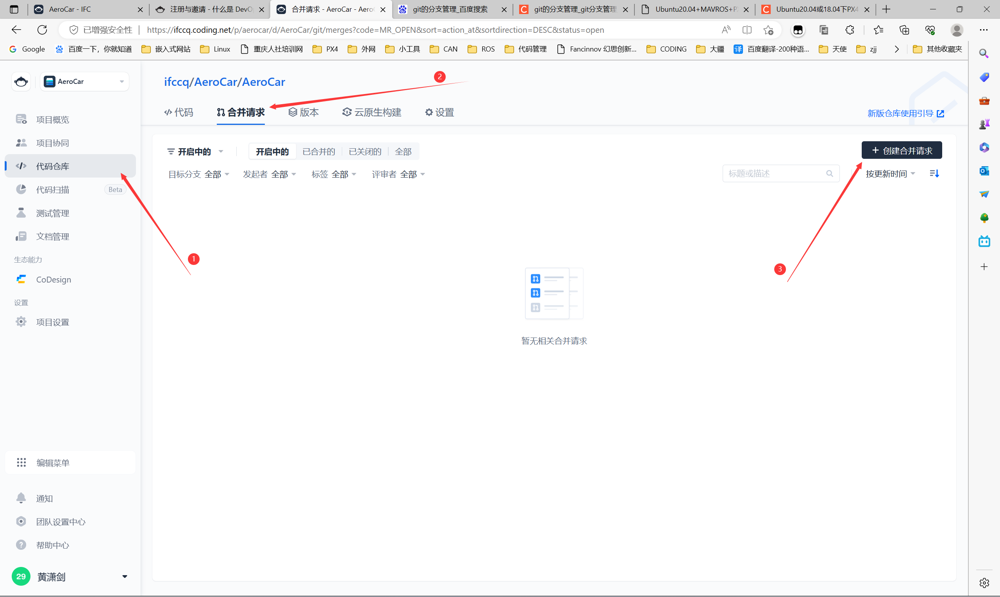 AeroCar - IFC
注册与邀请 - 什么是 DevO
合并请求 - AeroCar - Aero
git的分支管理_百度搜索
git的分支管理_git分支管理
Ubuntu20.04+MAVROS+P
Ubuntu20.04或18.04下PX4
已增强安全性
https://ifccq.coding.net/p/aerocar/d/AeroCar/git/merges?code=MR_OPEN&sort=action_at&sortdirection=DESC&status=open
Google
百度一下，你就知道
嵌入式网站
Linux
重庆人社培训网
PX4
外网
小工具
CAN
ROS
代码管理
Fancinnov 幻思创新...
CODING
大疆
译 百度翻译-200种语...
天使
zjj
其他收藏夹
AeroCar
ifccq/AeroCar/AeroCar
2
代码
合并请求
版本
云原生构建
设置
新版仓库使用引导
项目概览
项目协同
代码仓库
代码扫描
Beta
测试管理
文档管理
生态能力
CoDesign
设置
项目设置
开启中的
开启中的
已合并的
已关闭的
全部
+ 创建合并请求
目标分支 全部
发起者 全部
标签 全部
评审者 全部
标题或描述
按更新时间
1
3
暂无相关合并请求
编辑菜单
通知
团队设置中心
帮助中心
29 黄潇剑